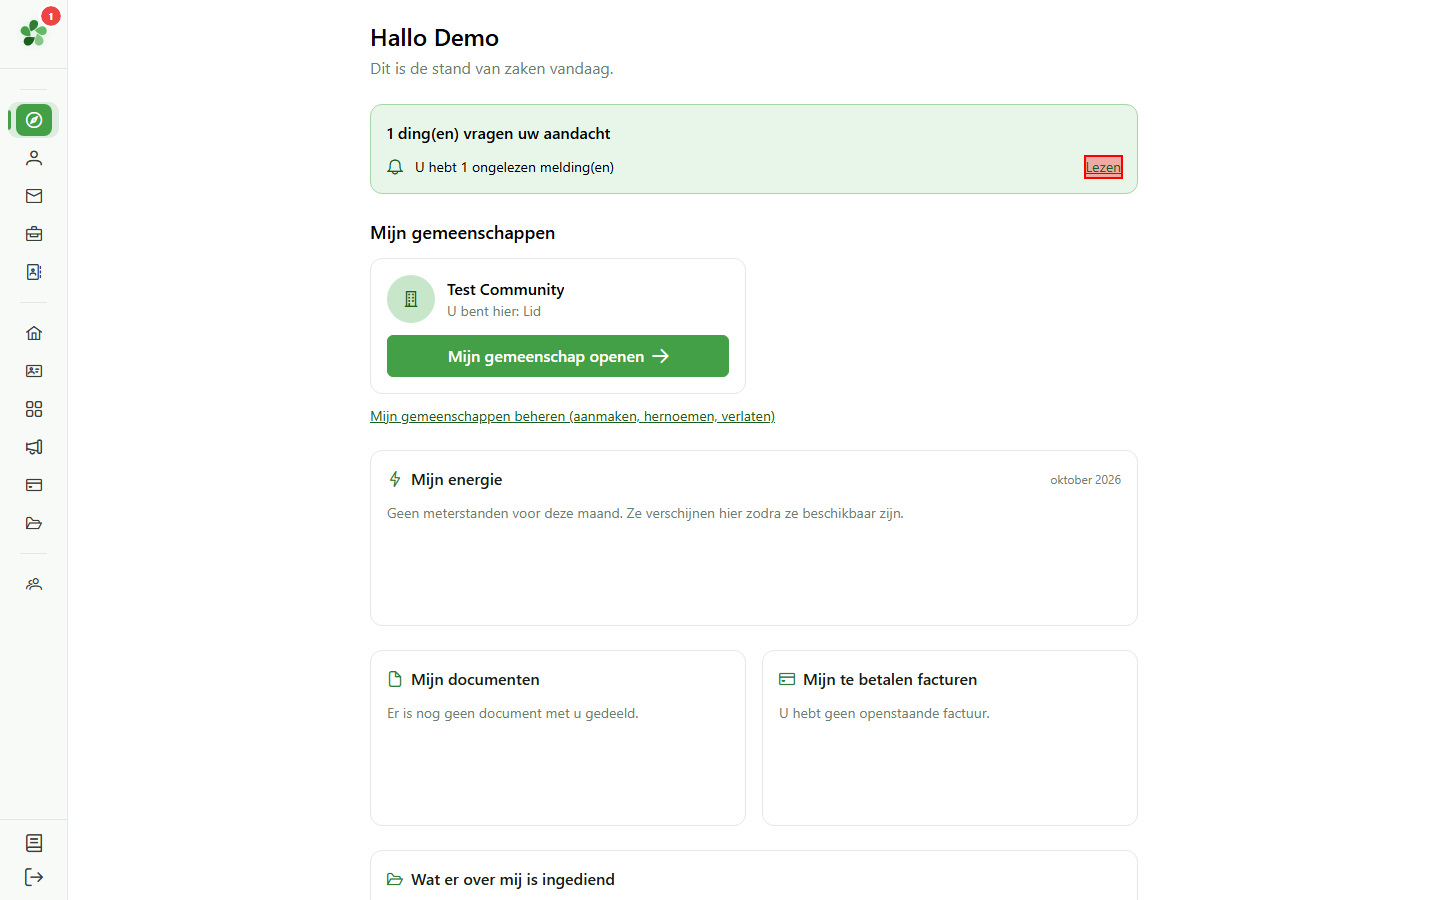 1
Hallo Demo
Dit is de stand van zaken vandaag.
1 ding(en) vragen uw aandacht
U hebt 1 ongelezen melding(en)
Lezen
Mijn gemeenschappen
Test Community
U bent hier: Lid
Mijn gemeenschap openen
Mijn gemeenschappen beheren (aanmaken, hernoemen, verlaten)
Mijn energie
oktober 2026
Geen meterstanden voor deze maand. Ze verschijnen hier zodra ze beschikbaar zijn.
Mijn documenten
Er is nog geen document met u gedeeld.
Mijn te betalen facturen
U hebt geen openstaande factuur.
Wat er over mij is ingediend